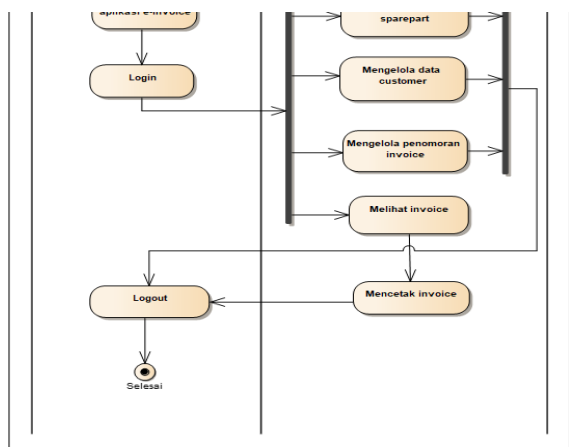 aplikasi e-invoice
sparepart
Login
Mengelola data
customer
Mengelola penomoran
invoice
Melihat invoice
Logout
Mencetak invoice
Selesai